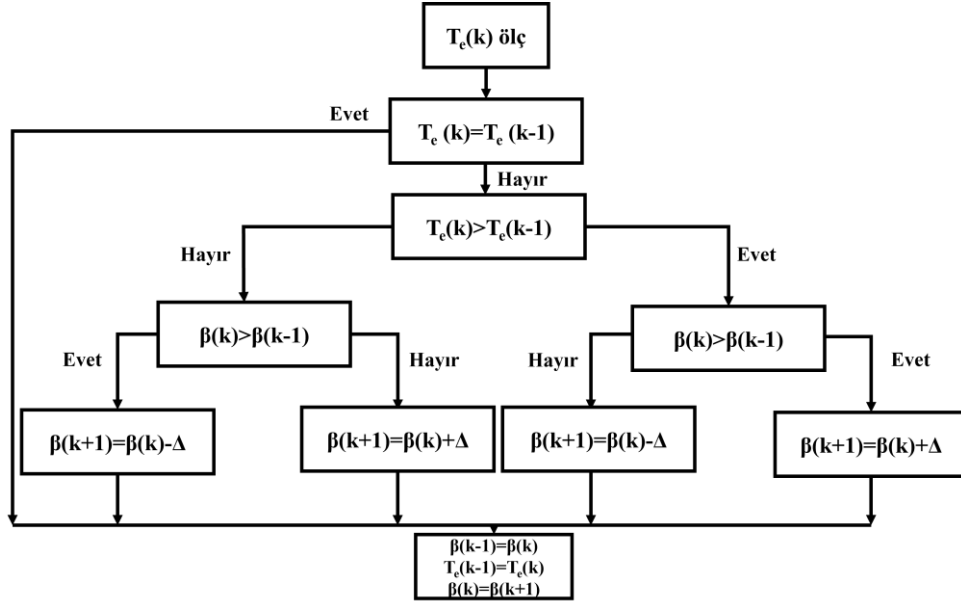 Tₑ(k) ölç
Evet
Tₑ (k)=Tₑ (k-1)
Hayır
Tₑ(k)>Tₑ(k-1)
Hayır
Evet
β(k)>β(k-1)
β(k)>β(k-1)
Evet
Hayır
Hayır
Evet
β(k+1)=β(k)-Δ
β(k+1)=β(k)+Δ
β(k+1)=β(k)-Δ
β(k+1)=β(k)+Δ
β(k-1)=β(k)
Tₑ(k-1)=Tₑ(k)
β(k)=β(k+1)